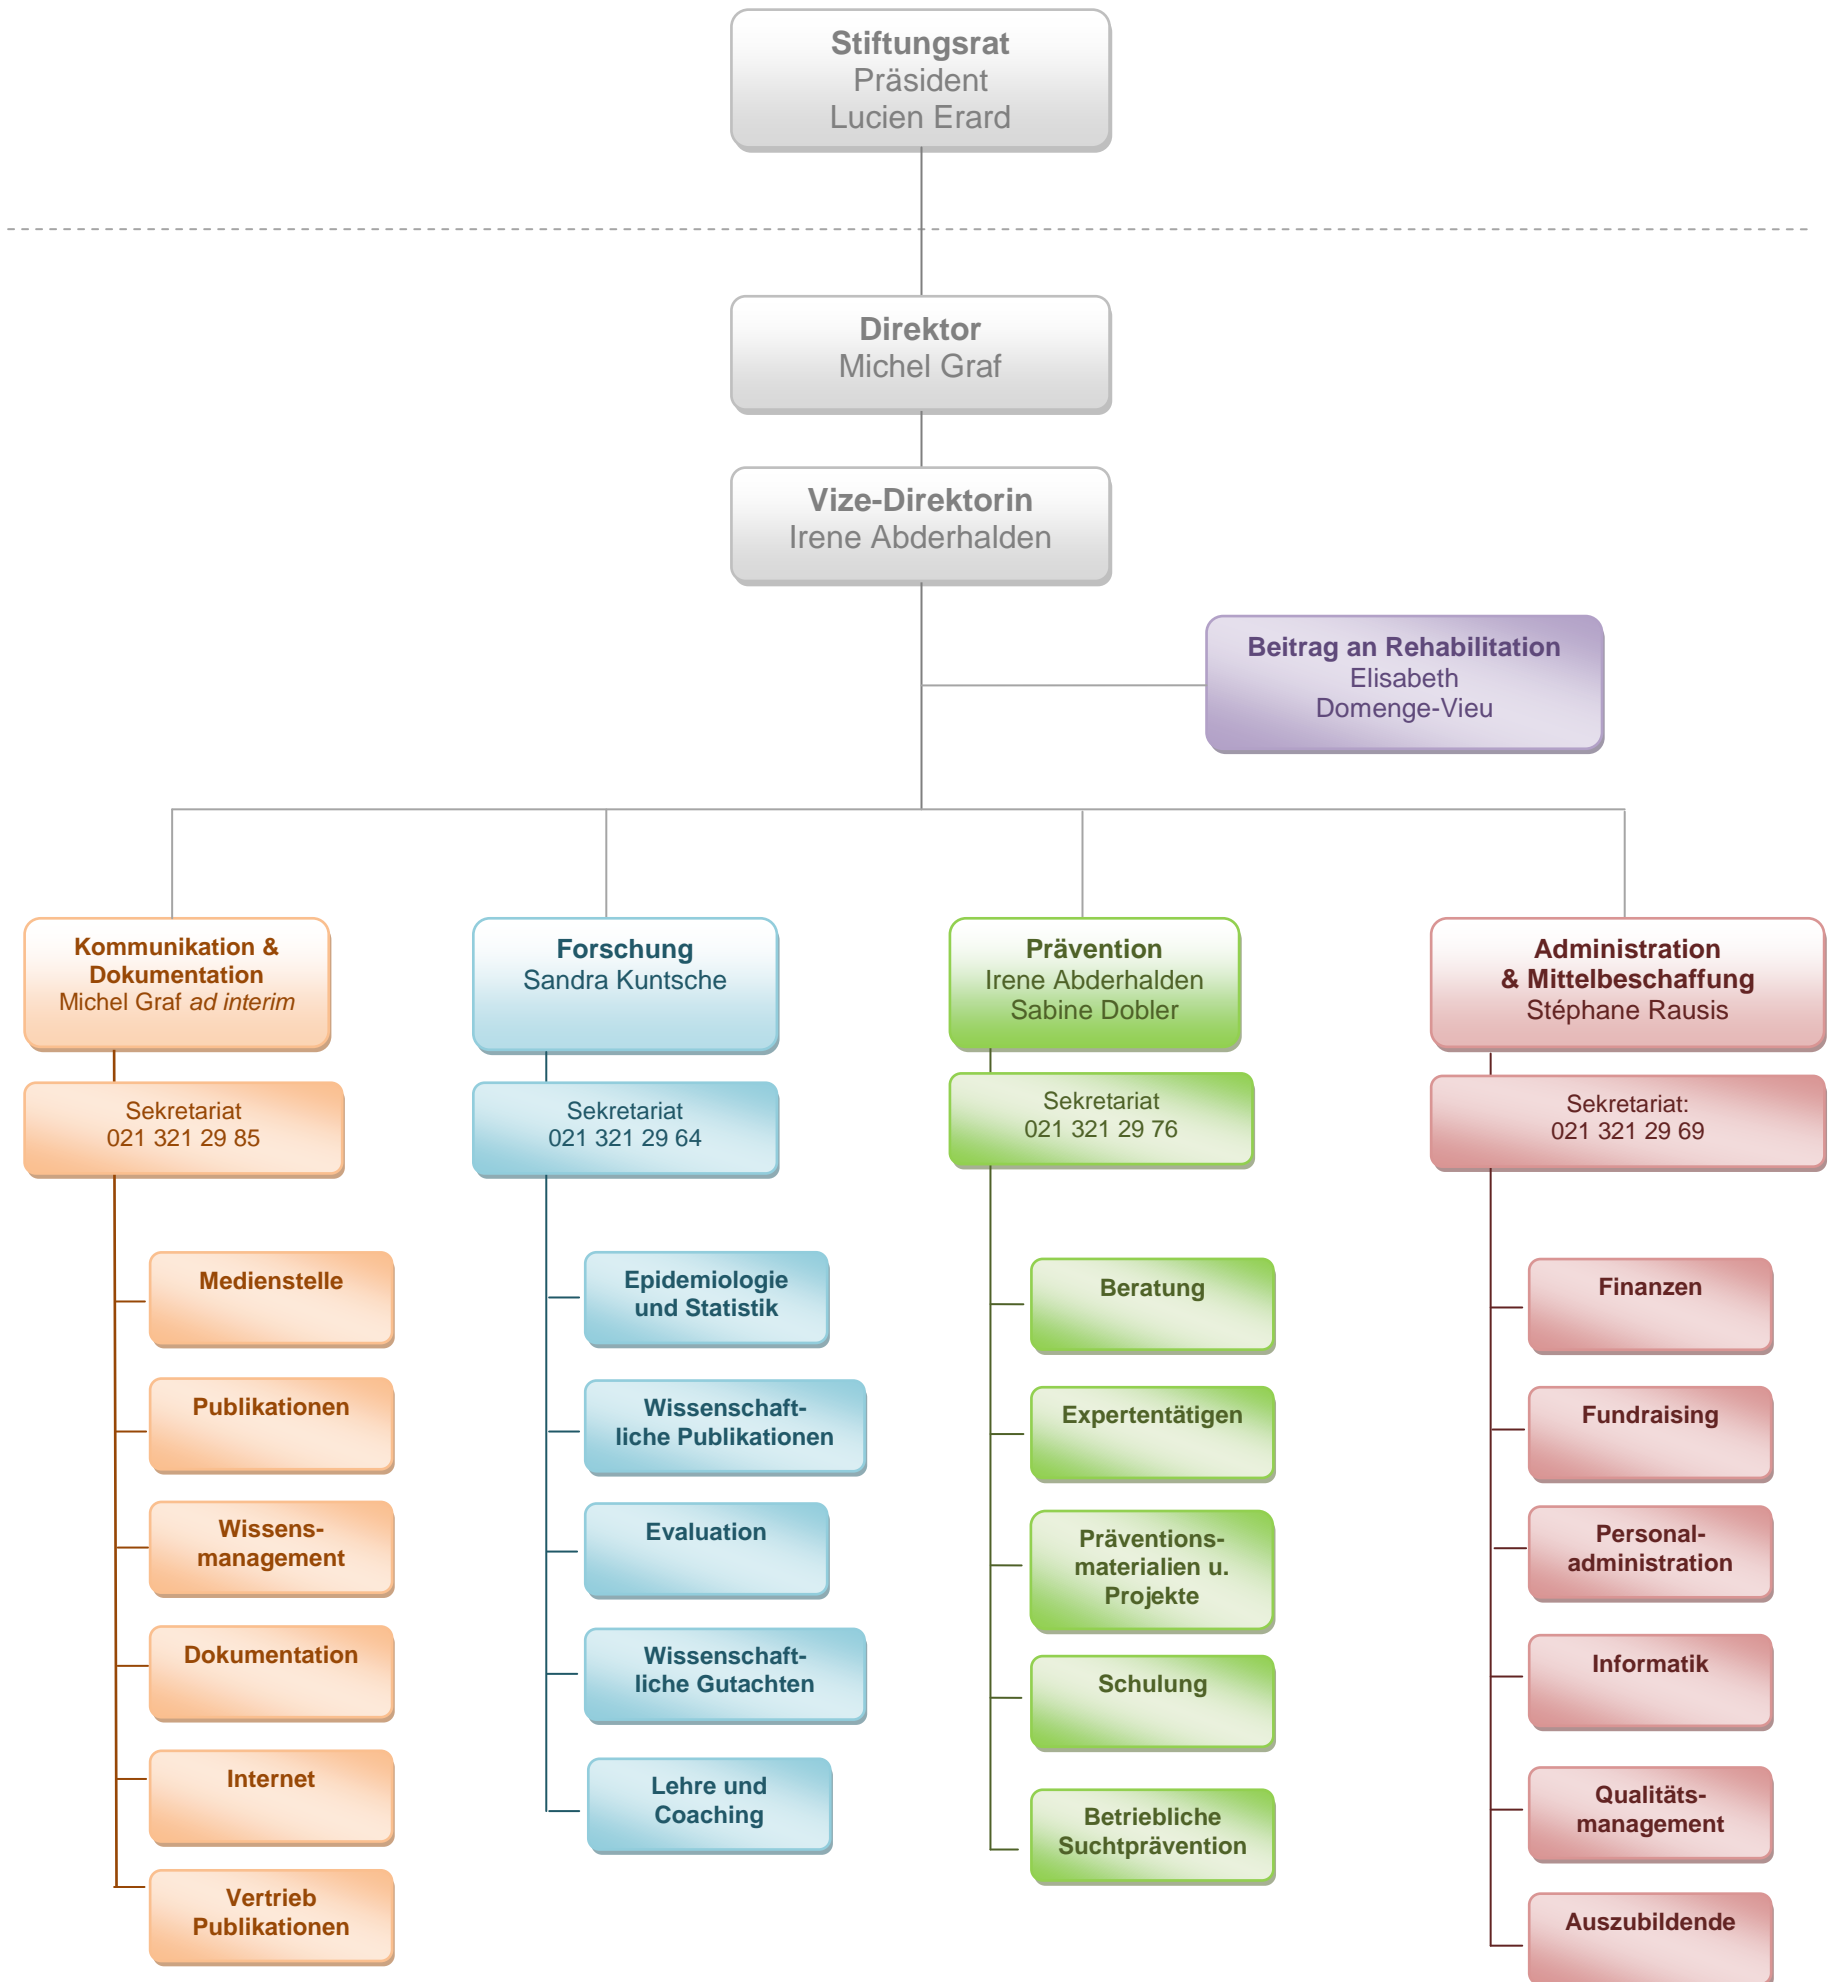 Stiftungsrat
Präsident
Lucien Erard
Direktor
Michel Graf
Vize-Direktorin
Irene Abderhalden
Beitrag an Rehabilitation
Elisabeth
Domenge-Vieu
Kommunikation &
Dokumentation
Michel Graf ad interim
Sekretariat
021 321 29 85
Medienstelle
Publikationen
Wissens-
management
Dokumentation
Internet
Vertrieb
Publikationen
Forschung
Sandra Kuntsche
Sekretariat
021 321 29 64
Epidemiologie
und Statistik
Wissenschaft-
liche Publikationen
Evaluation
Wissenschaft-
liche Gutachten
Lehre und
Coaching
Prävention
Irene Abderhalden
Sabine Dobler
Sekretariat
021 321 29 76
Beratung
Expertentätigen
Präventions-
materialien u.
Projekte
Schulung
Betriebliche
Suchtprävention
Administration
& Mittelbeschaffung
Stéphane Rausis
Sekretariat:
021 321 29 69
Finanzen
Fundraising
Personal-
administration
Informatik
Qualitäts-
management
Auszubildende